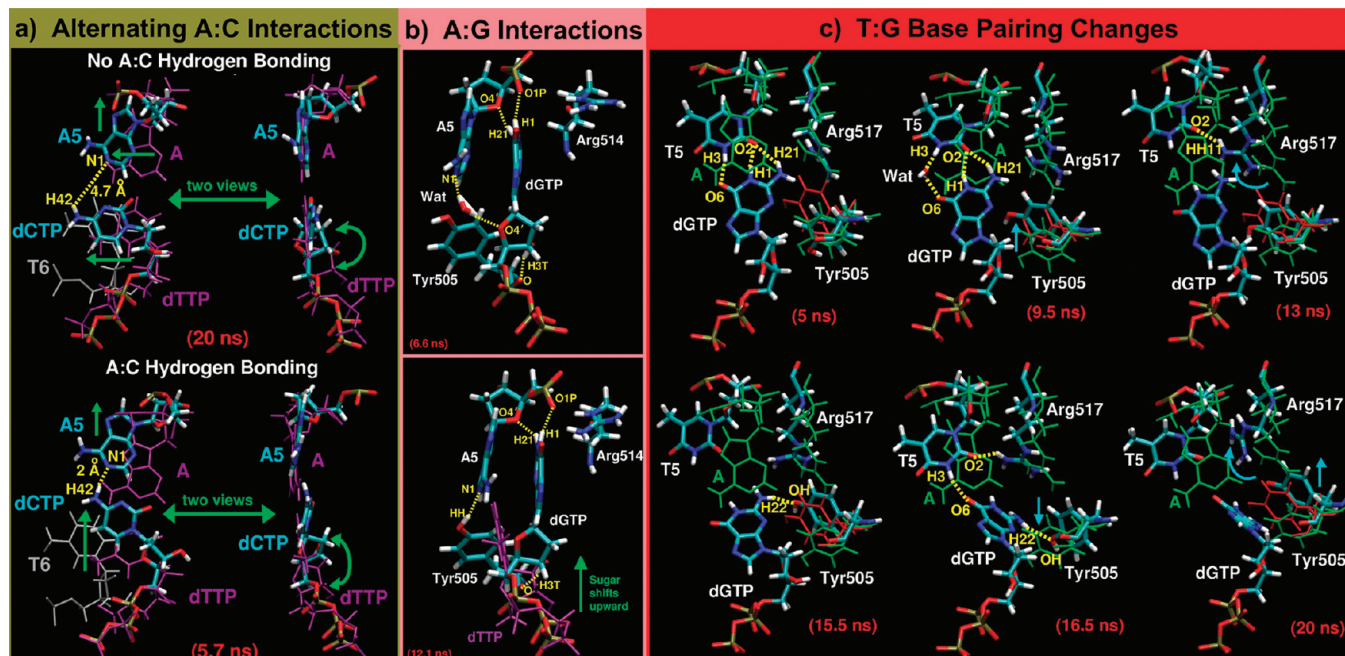 a) Alternating A:C Interactions
No A:C Hydrogen Bonding
A5
N1
A
H42
4.7 Å
two views
dCTP
T6
dTTP
(20 ns)
A
dCTP
dTTP
A:C Hydrogen Bonding
A5
N1
A
2 Å
H42
dCTP
two views
T6
dTTP
(5.7 ns)
A5
A
dCTP
dTTP
b) A:G Interactions
O4'
O1P
A5
H21
H1
Arg514
N1
Wat
dGTP
O4'
Tyr505
H3T
O
(6.6 ns)
O4'
O1P
H21
H1
A5
Arg514
N1
HH
dGTP
Tyr505
O
H3T
Sugar
shifts
upward
dTTP
(12.1 ns)
c) T:G Base Pairing Changes
T5
H3
O2
H21
Arg517
A
O6
H1
dGTP
Tyr505
(5 ns)
T5
H3
O2
H21
Arg517
A
Wat
O6
H1
dGTP
Tyr505
(9.5 ns)
T5
O2
Arg517
HH11
A
dGTP
Tyr505
(13 ns)
Arg517
T5
A
OH
H22
dGTP
Tyr505
(15.5 ns)
Arg517
T5
O2
H3
A
O6
H22
OH
dGTP
Tyr505
(16.5 ns)
Arg517
T5
A
dGTP
Tyr505
(20 ns)